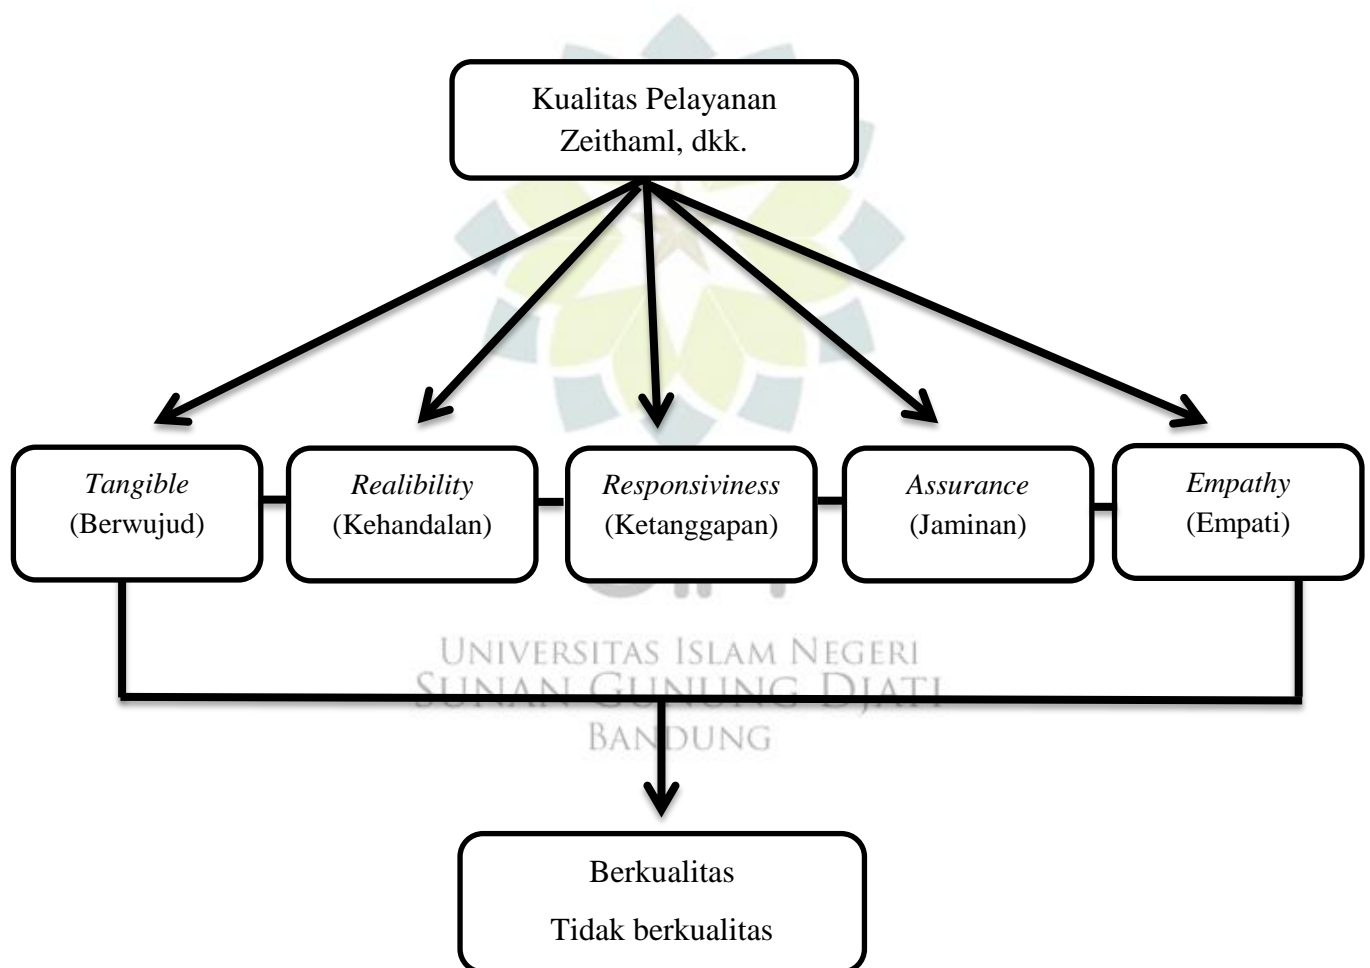 Kualitas Pelayanan
Zeithaml, dkk.
Tangible
(Berwujud)
Realibility
(Kehandalan)
Responsiviness
(Ketanggapan)
Assurance
(Jaminan)
Empathy
(Empati)
UNIVERSITAS ISLAM NEGERI
SUNAN GUNUNG DJATI
BANDUNG
Berkualitas
Tidak berkualitas